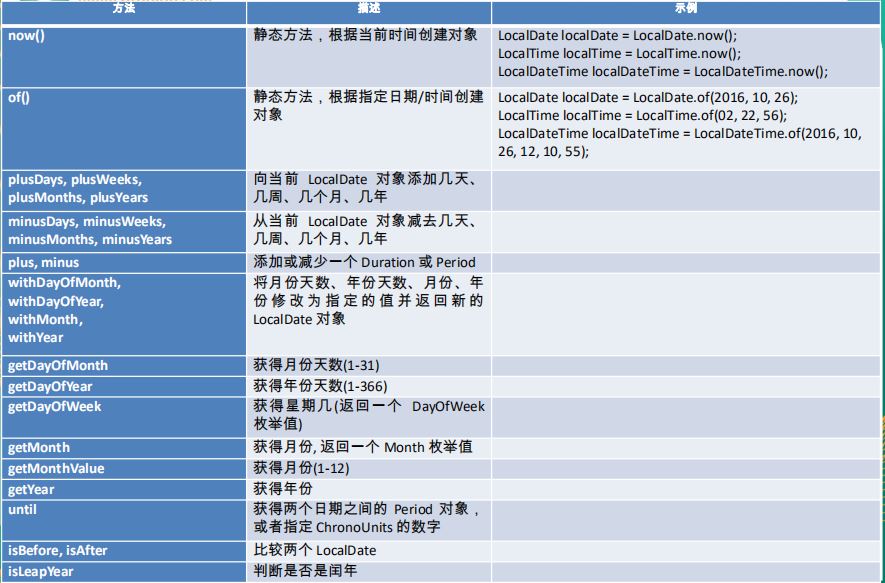 方法 描述 示例
now() 静态方法，根据当前时间创建对象 LocalDate localDate = LocalDate.now();
LocalTime localTime = LocalTime.now();
LocalDateTime localDateTime = LocalDateTime.now();
of() 静态方法，根据指定日期/时间创建 LocalDate localDate = LocalDate.of(2016, 10, 26);
对象 LocalTime localTime = LocalTime.of(02, 22, 56);
LocalDateTime localDateTime = LocalDateTime.of(2016, 10,
26, 12, 10, 55);
plusDays, plusWeeks, 向当前 LocalDate 对象添加几天、
plusMonths, plusYears 几周、几个月、几年
minusDays, minusWeeks, 从当前 LocalDate 对象减去几天、
minusMonths, minusYears 几周、几个月、几年
plus, minus 添加或减少一个 Duration 或 Period
withDayOfMonth, 将月份天数、年份天数、月份、年
withDayOfYear, 份修改为指定的值并返回新的
withMonth, LocalDate 对象
withYear
getDayOfMonth 获得月份天数(1-31)
getDayOfYear 获得年份天数(1-366)
getDayOfWeek 获得星期几(返回一个 DayOfWeek
枚举值)
getMonth 获得月份, 返回一个 Month 枚举值
getMonthValue 获得月份(1-12)
getYear 获得年份
until 获得两个日期之间的 Period 对象，
或者指定 ChronoUnits 的数字
isBefore, isAfter 比较两个 LocalDate
isLeapYear 判断是否是闰年